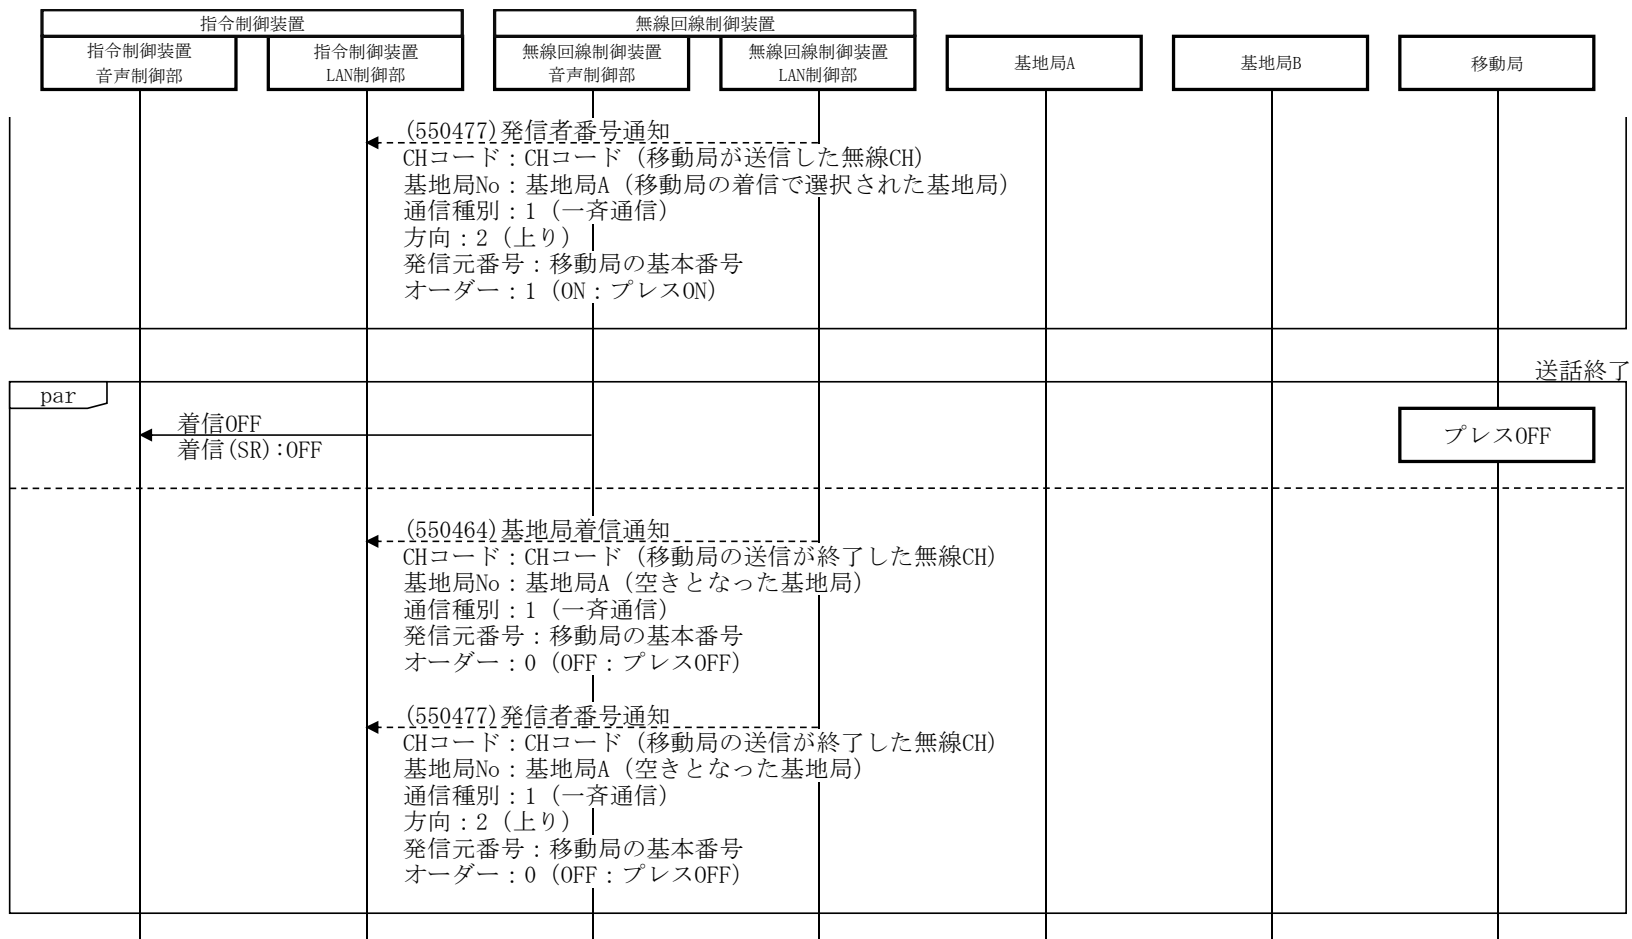 指令制御装置
無線回線制御装置
指令制御装置
音声制御部
指令制御装置
LAN制御部
無線回線制御装置
音声制御部
無線回線制御装置
LAN制御部
基地局A
基地局B
移動局
(550477)発信者番号通知
CHコード：CHコード（移動局が送信した無線CH）
基地局No：基地局A（移動局の着信で選択された基地局）
通信種別：1（一斉通信）
方向：2（上り）
発信元番号：移動局の基本番号
オーダー：1（ON：プレスON）
送話終了
par
着信OFF
着信(SR):OFF
プレスOFF
(550464)基地局着信通知
CHコード：CHコード（移動局の送信が終了した無線CH）
基地局No：基地局A（空きとなった基地局）
通信種別：1（一斉通信）
発信元番号：移動局の基本番号
オーダー：0（OFF：プレスOFF）
(550477)発信者番号通知
CHコード：CHコード（移動局の送信が終了した無線CH）
基地局No：基地局A（空きとなった基地局）
通信種別：1（一斉通信）
方向：2（上り）
発信元番号：移動局の基本番号
オーダー：0（OFF：プレスOFF）